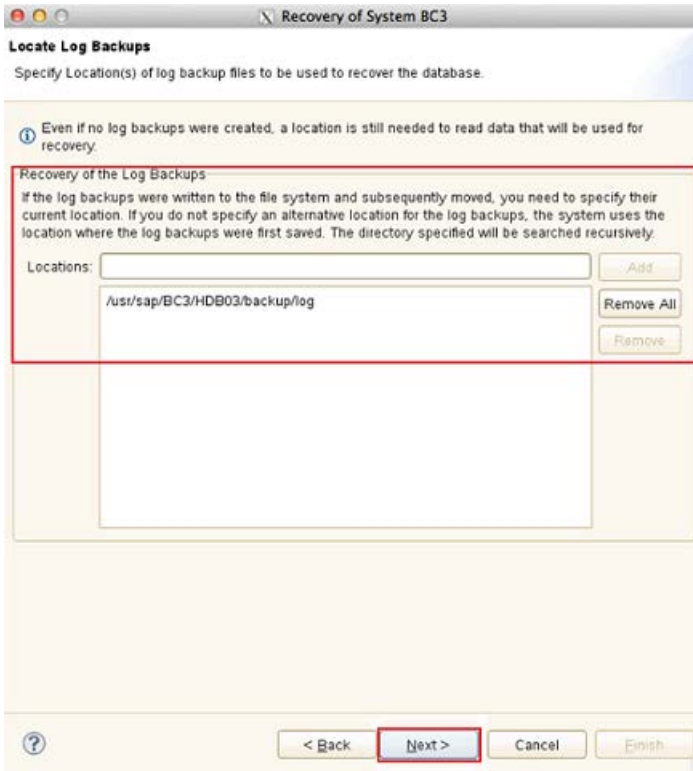 Recovery of System BC3
Locate Log Backups
Specify Location(s) of log backup files to be used to recover the database.
Even if no log backups were created, a location is still needed to read data that will be used for
recovery.
Recovery of the Log Backups
If the log backups were written to the file system and subsequently moved, you need to specify their
current location. If you do not specify an alternative location for the log backups, the system uses the
location where the log backups were first saved. The directory specified will be searched recursively.
Locations:
Add
/usr/sap/BC3/HDB03/backup/log
Remove All
Remove
< Back
Next >
Cancel
Finish